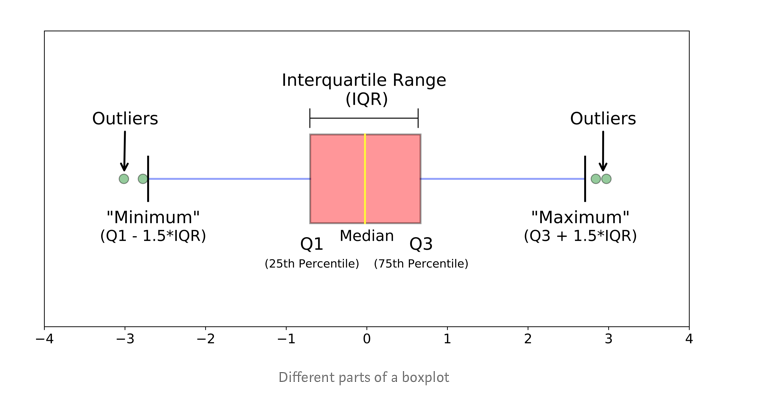 Interquartile Range
(IQR)
Outliers
Outliers
"Minimum"
(Q1 - 1.5*IQR)
"Maximum"
(Q3 + 1.5*IQR)
Median
Q1
Q3
(25th Percentile)
(75th Percentile)
−4
−3
−2
−1
0
1
2
3
4
Different parts of a boxplot